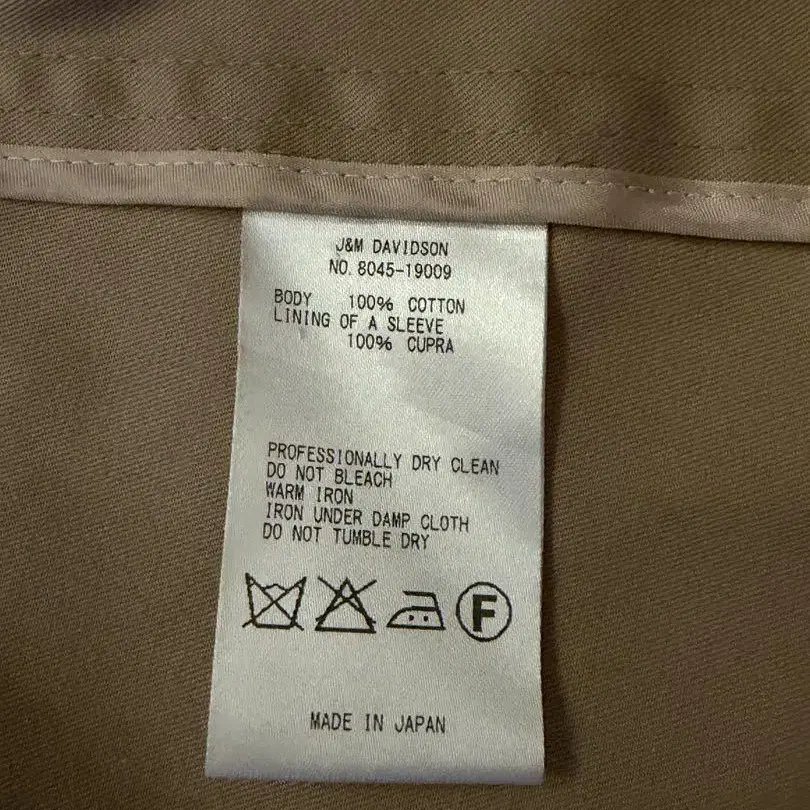 J&M DAVIDSON
NO. 8045-19009
BODY 100% COTTON
LINING OF A SLEEVE
100% CUPRA
PROFESSIONALLY DRY CLEAN
DO NOT BLEACH
WARM IRON
IRON UNDER DAMP CLOTH
DO NOT TUMBLE DRY
F
MADE IN JAPAN